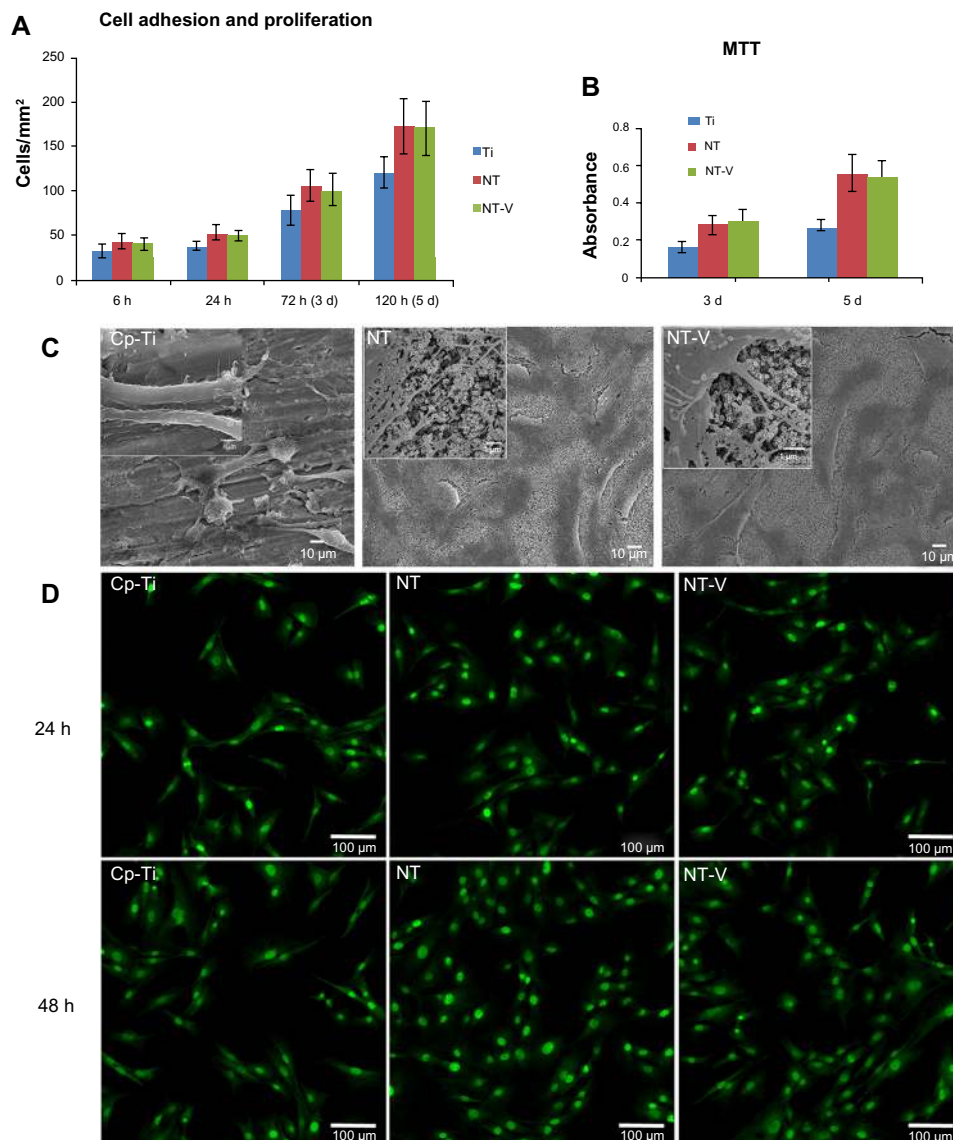 A
Cell adhesion and proliferation
Cells/mm²
250
200
150
100
50
0
6 h
24 h
72 h (3 d)
120 h (5 d)
Ti
NT
NT-V
MTT
B
Absorbance
0.8
0.6
0.4
0.2
0
Ti
NT
NT-V
3 d
5 d
C
Cp-Ti
10 µm
NT
10 µm
NT-V
1 µm
10 µm
D
24 h
Cp-Ti
100 µm
NT
100 µm
NT-V
100 µm
48 h
Cp-Ti
100 µm
NT
100 µm
NT-V
100 µm